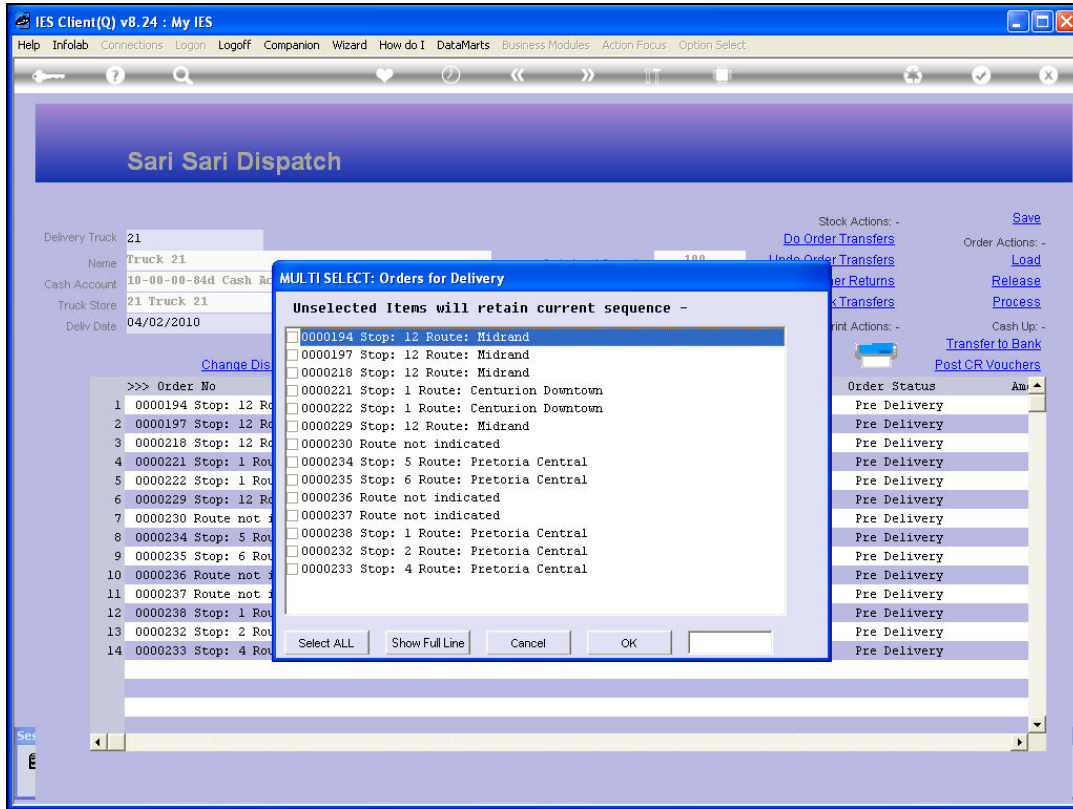 IES Client(Q) v8.24 : My IES
Help Infolab Connections Logon Logoff Companion Wizard How do I DataMarts Business Modules Action Focus Option Select
Sari Sari Dispatch
Stock Actions: - Save
Delivery Truck 21 Do Order Transfers Order Actions: -
Name Truck 21 100 Undo Order Transfers Load
Cash Account 10-00-00-84d Cash Ac er Returns Release
Truck Store 21 Truck 21 Transfers Process
Deliv Date 04/02/2010 rint Actions: - Cash Up: -
Transfer to Bank
Change Dis Post CR Vouchers
MULTI SELECT: Orders for Delivery
Unselected Items will retain current sequence -
0000194 Stop: 12 Route: Midrand
0000197 Stop: 12 Route: Midrand
0000218 Stop: 12 Route: Midrand
0000221 Stop: 1 Route: Centurion Downtown
0000222 Stop: 1 Route: Centurion Downtown
0000229 Stop: 12 Route: Midrand
0000230 Route not indicated
0000234 Stop: 5 Route: Pretoria Central
0000235 Stop: 6 Route: Pretoria Central
0000236 Route not indicated
0000237 Route not indicated
0000238 Stop: 1 Route: Pretoria Central
0000232 Stop: 2 Route: Pretoria Central
0000233 Stop: 4 Route: Pretoria Central
Select ALL Show Full Line Cancel OK
>>> Order No Order Status Am
1 0000194 Stop: 12 Ro Pre Delivery
2 0000197 Stop: 12 Ro Pre Delivery
3 0000218 Stop: 12 Ro Pre Delivery
4 0000221 Stop: 1 Rou Pre Delivery
5 0000222 Stop: 1 Rou Pre Delivery
6 0000229 Stop: 12 Ro Pre Delivery
7 0000230 Route not i Pre Delivery
8 0000234 Stop: 5 Rou Pre Delivery
9 0000235 Stop: 6 Rou Pre Delivery
10 0000236 Route not i Pre Delivery
11 0000237 Route not i Pre Delivery
12 0000238 Stop: 1 Rou Pre Delivery
13 0000232 Stop: 2 Rou Pre Delivery
14 0000233 Stop: 4 Rou Pre Delivery
Ses